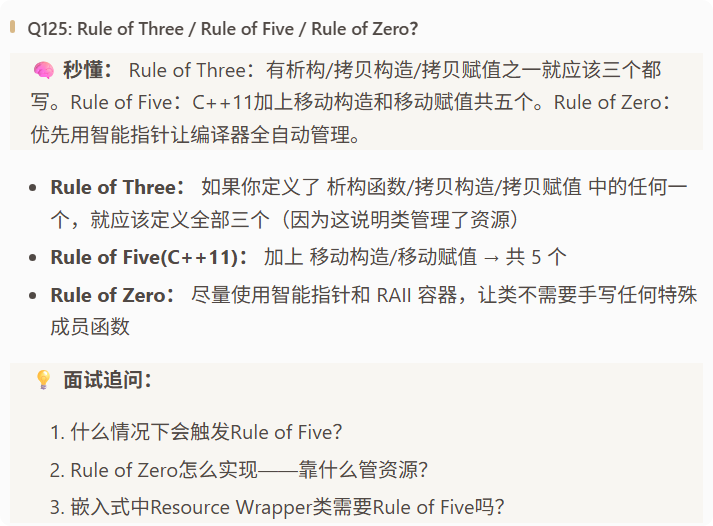 Q125: Rule of Three / Rule of Five / Rule of Zero?
🧠 秒懂： Rule of Three：有析构/拷贝构造/拷贝赋值之一就应该三个都
写。Rule of Five：C++11加上移动构造和移动赋值共五个。Rule of Zero：
优先用智能指针让编译器全自动管理。
• Rule of Three： 如果你定义了 析构函数/拷贝构造/拷贝赋值 中的任何一
个，就应该定义全部三个（因为这说明类管理了资源）
• Rule of Five(C++11)： 加上 移动构造/移动赋值 → 共 5 个
• Rule of Zero： 尽量使用智能指针和 RAII 容器，让类不需要手写任何特殊
成员函数
💡 面试追问：
1. 什么情况下会触发Rule of Five？
2. Rule of Zero怎么实现——靠什么管资源？
3. 嵌入式中Resource Wrapper类需要Rule of Five吗？